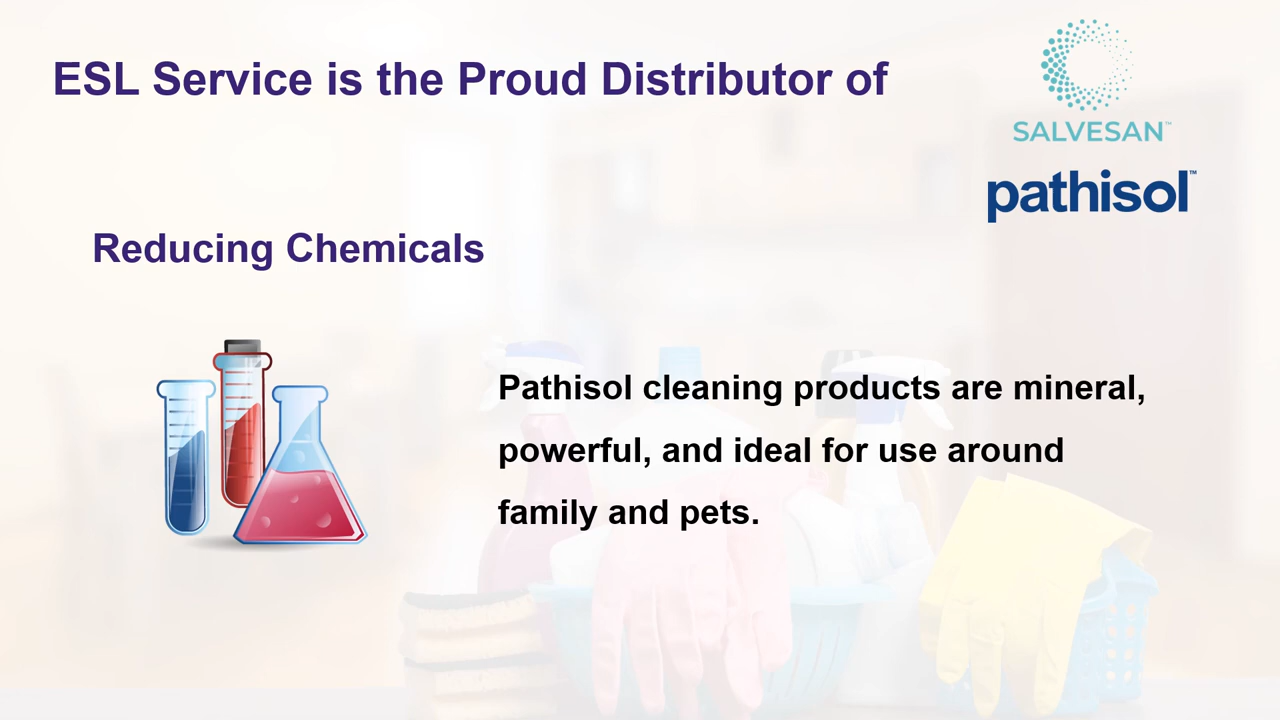 ESL Service is the Proud Distributor of
SALVESAN™
pathisol™
Reducing Chemicals
Pathisol cleaning products are mineral,
powerful, and ideal for use around
family and pets.